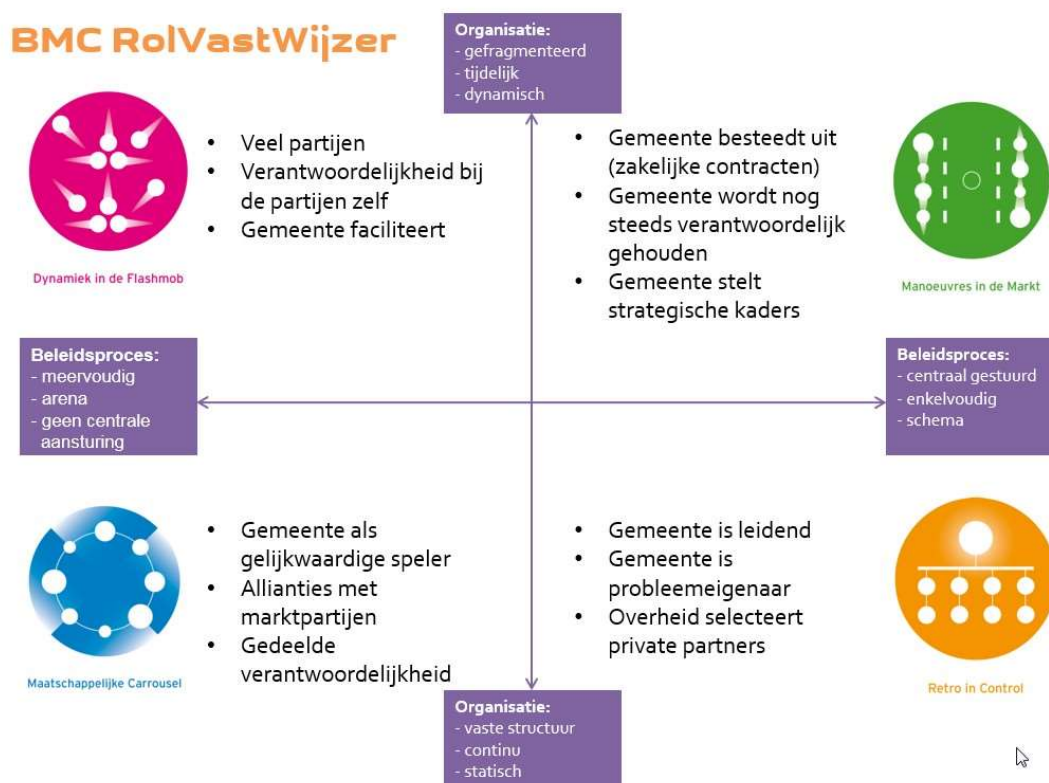 BMC RolVastWijzer
Organisatie:
- gefragmenteerd
- tijdelijk
- dynamisch
• Veel partijen
• Verantwoordelijkheid bij
de partijen zelf
• Gemeente faciliteert
Dynamiek in de Flashmob
• Gemeente besteedt uit
(zakelijke contracten)
• Gemeente wordt nog
steeds verantwoordelijk
gehouden
• Gemeente stelt
strategische kaders
Manoeuvres in de Markt
Beleidsproces:
- meervoudig
- arena
- geen centrale
aansturing
Beleidsproces:
- centraal gestuurd
- enkelvoudig
- schema
• Gemeente als
gelijkwaardige speler
• Allianties met
marktpartijen
• Gedeelde
verantwoordelijkheid
Maatschappelijke Carrousel
• Gemeente is leidend
• Gemeente is
probleemeigenaar
• Overheid selecteert
private partners
Retro in Control
Organisatie:
- vaste structuur
- continu
- statisch